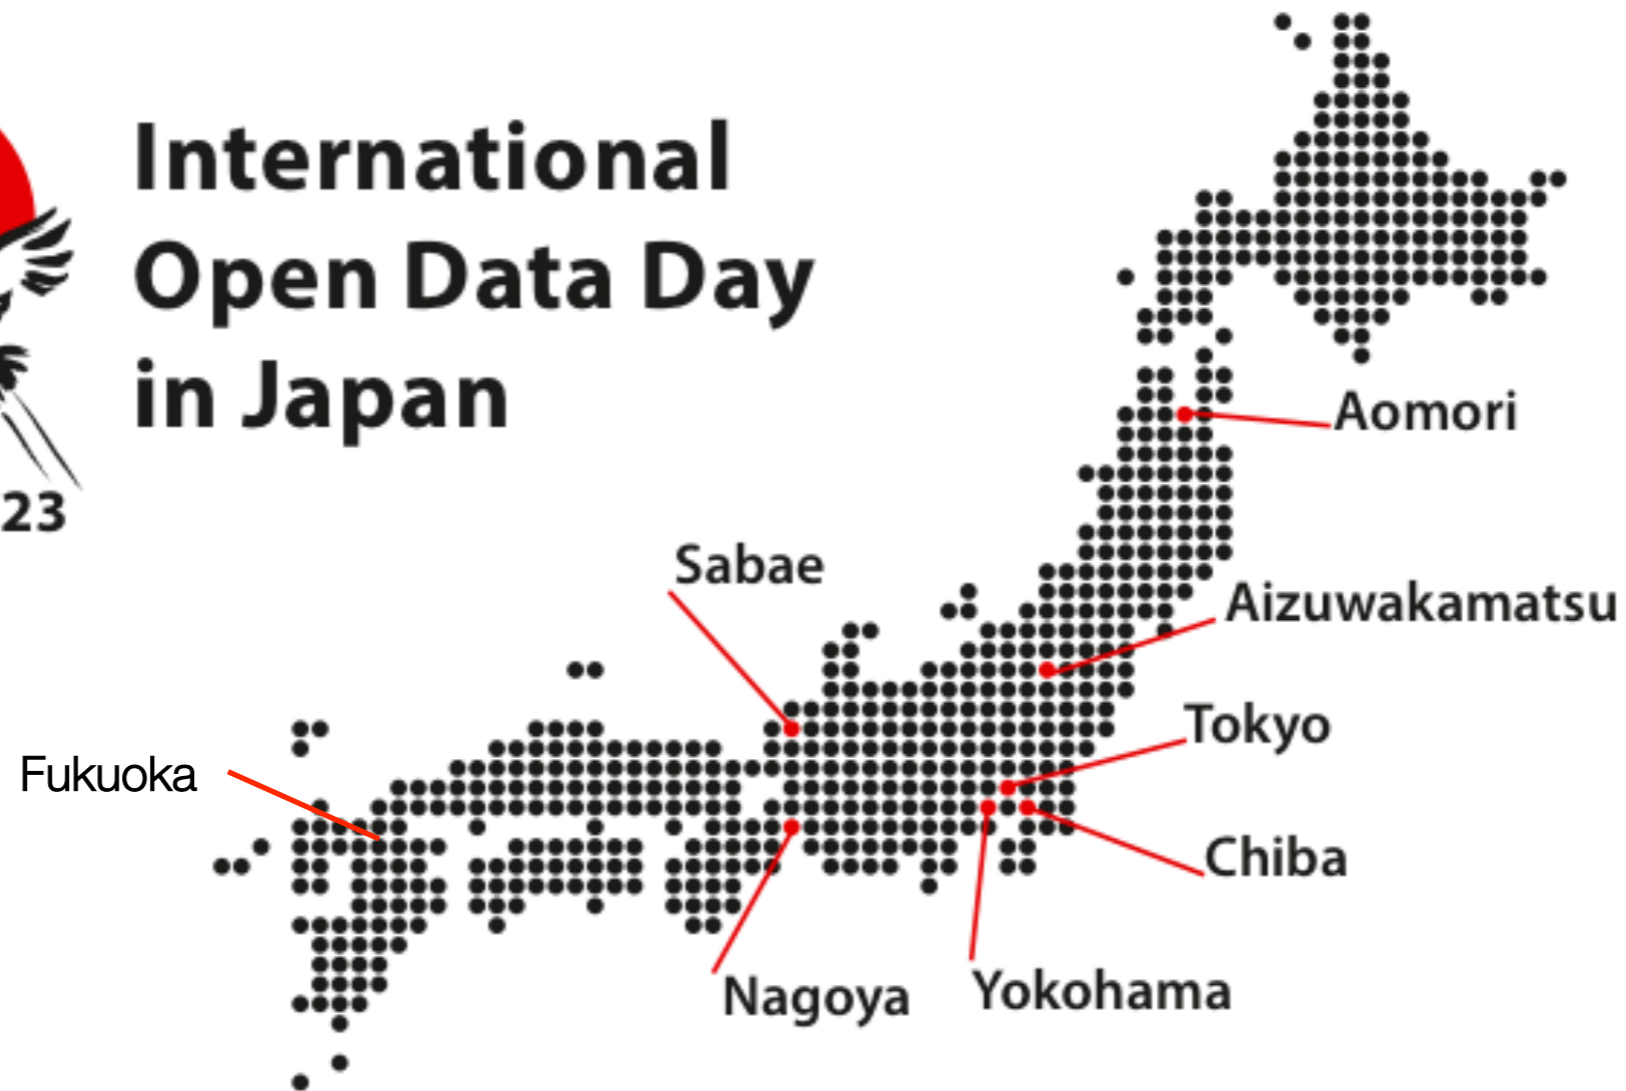 International
Open Data Day
in Japan
23
Aomori
Sabae
Aizuwakamatsu
Tokyo
Fukuoka
Chiba
Nagoya
Yokohama